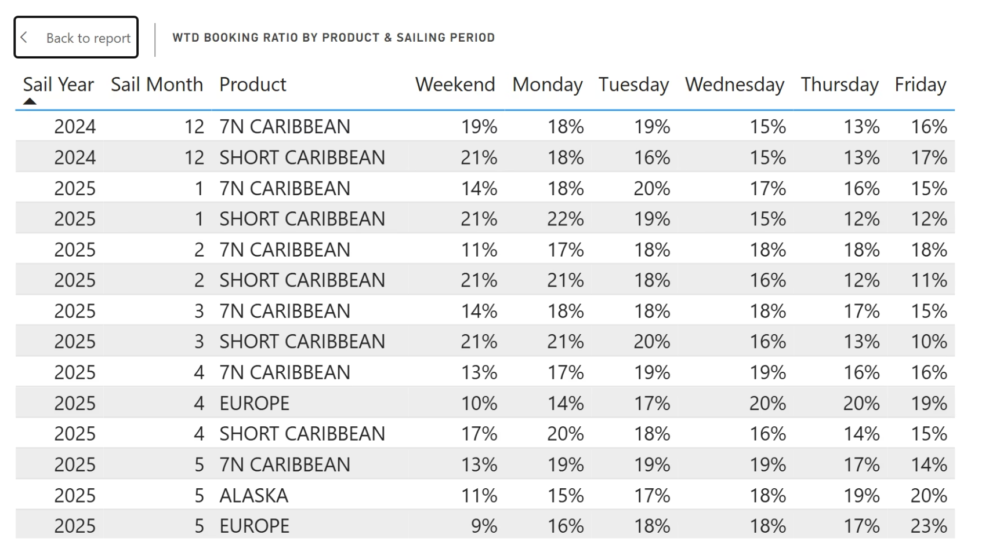 Back to report
WTD BOOKING RATIO BY PRODUCT & SAILING PERIOD
Sail Year Sail Month Product Weekend Monday Tuesday Wednesday Thursday Friday
2024 12 7N CARIBBEAN 19% 18% 19% 15% 13% 16%
2024 12 SHORT CARIBBEAN 21% 18% 16% 15% 13% 17%
2025 1 7N CARIBBEAN 14% 18% 20% 17% 16% 15%
2025 1 SHORT CARIBBEAN 21% 22% 19% 15% 12% 12%
2025 2 7N CARIBBEAN 11% 17% 18% 18% 18% 18%
2025 2 SHORT CARIBBEAN 21% 21% 18% 16% 12% 11%
2025 3 7N CARIBBEAN 14% 18% 18% 18% 17% 15%
2025 3 SHORT CARIBBEAN 21% 21% 20% 16% 13% 10%
2025 4 7N CARIBBEAN 13% 17% 19% 19% 16% 16%
2025 4 EUROPE 10% 14% 17% 20% 20% 19%
2025 4 SHORT CARIBBEAN 17% 20% 18% 16% 14% 15%
2025 5 7N CARIBBEAN 13% 19% 19% 19% 17% 14%
2025 5 ALASKA 11% 15% 17% 18% 19% 20%
2025 5 EUROPE 9% 16% 18% 18% 17% 23%